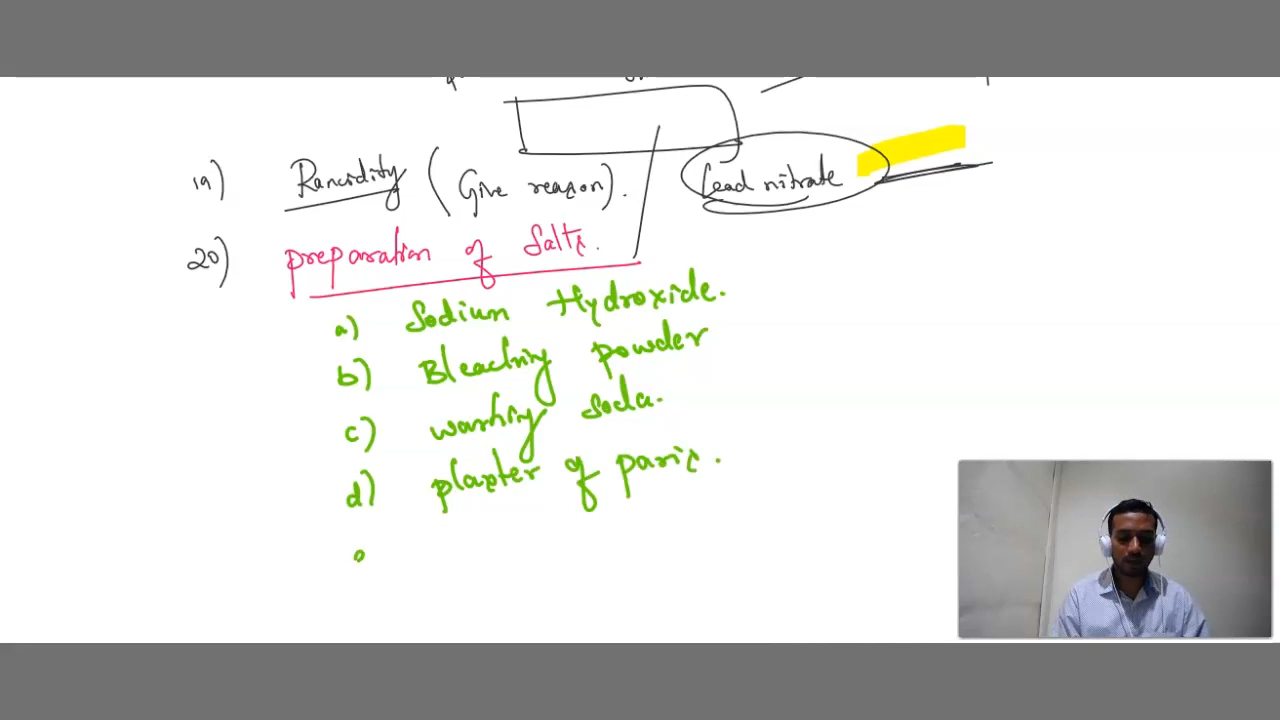 19) Rancidity (Give reason). Lead nitrate
20) preparation of Salts.
a) Sodium Hydroxide.
b) Bleaching powder
c) washing soda.
d) plaster of paris.